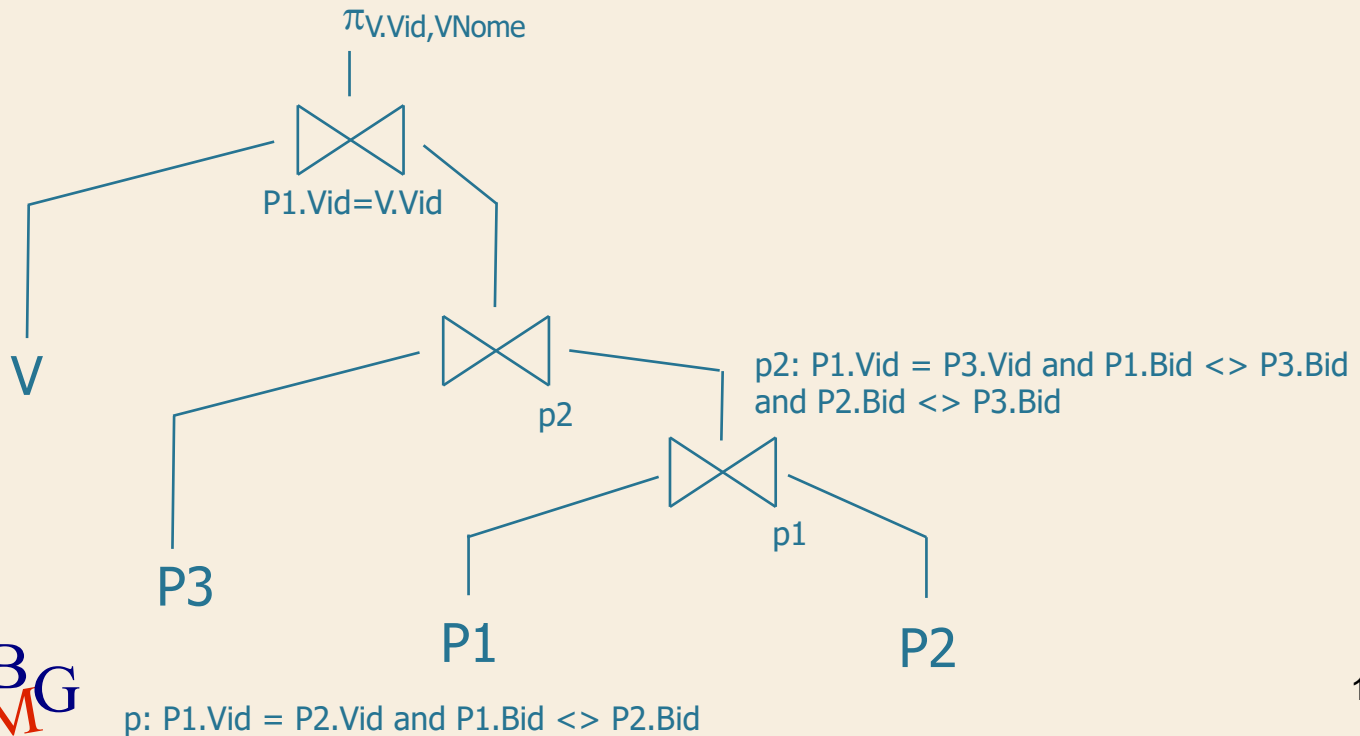 πV.Vid,VNome
P1.Vid=V.Vid
V
p2: P1.Vid = P3.Vid and P1.Bid <> P3.Bid
and P2.Bid <> P3.Bid
p2
p1
P3
P1
P2
BG
M
1
p: P1.Vid = P2.Vid and P1.Bid <> P2.Bid